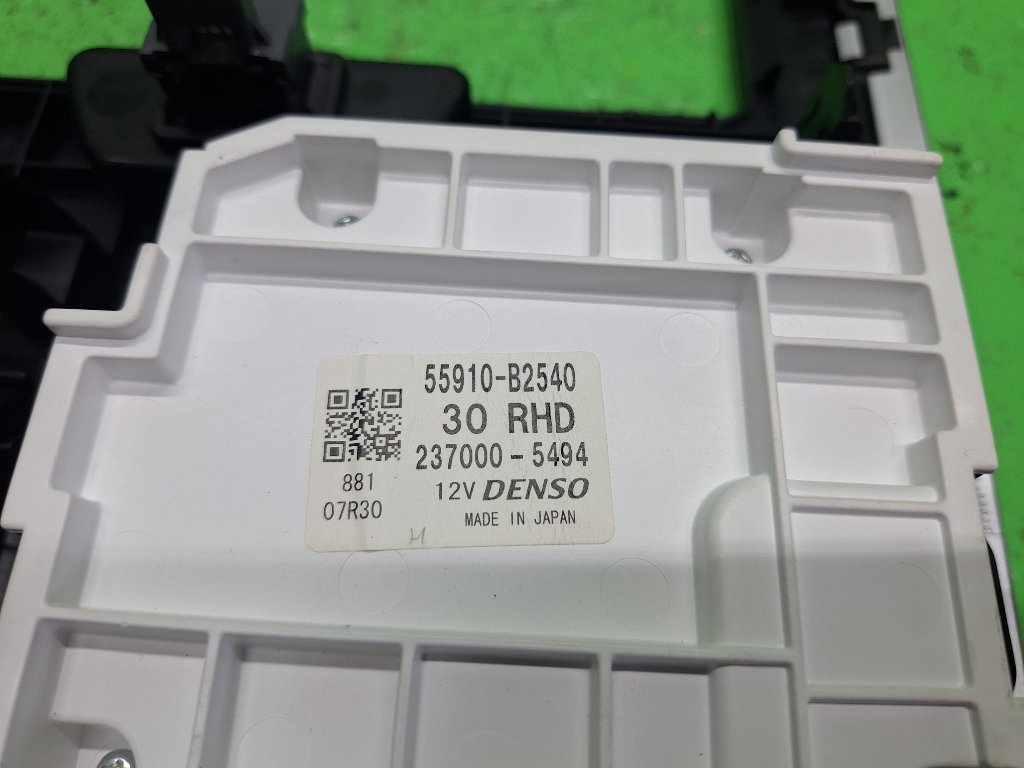 55910-B2540
30 RHD
237000-5494
881
12V DENSO
07R30
MADE IN JAPAN